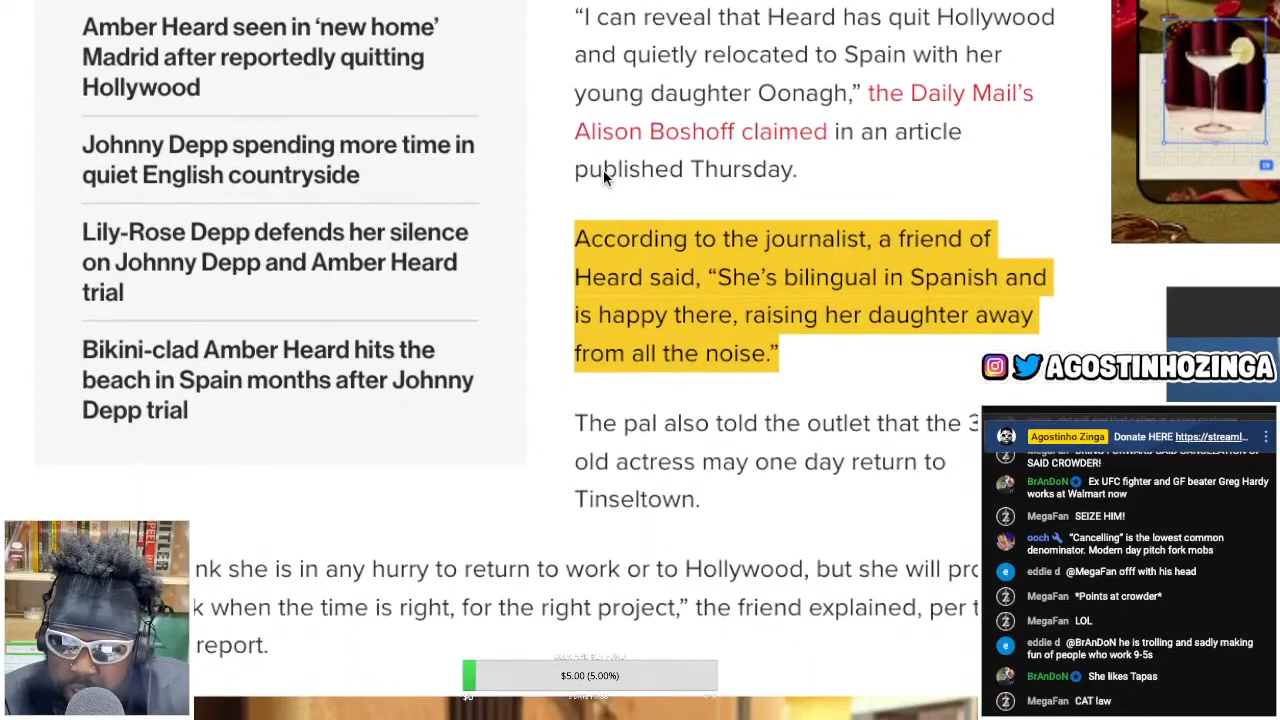 Amber Heard seen in ‘new home’
Madrid after reportedly quitting
Hollywood
Johnny Depp spending more time in
quiet English countryside
Lily-Rose Depp defends her silence
on Johnny Depp and Amber Heard
trial
Bikini-clad Amber Heard hits the
beach in Spain months after Johnny
Depp trial
“I can reveal that Heard has quit Hollywood
and quietly relocated to Spain with her
young daughter Oonagh,” the Daily Mail’s
Alison Boshoff claimed in an article
published Thursday.
According to the journalist, a friend of
Heard said, “She’s bilingual in Spanish and
is happy there, raising her daughter away
from all the noise.”
The pal also told the outlet that the 3
old actress may one day return to
Tinseltown.
nk she is in any hurry to return to work or to Hollywood, but she will pro
k when the time is right, for the right project,” the friend explained, per t
report.
$5.00 (5.00%)
AGOSTINHOZINGA
Agostinho Zinga Donate HERE https://streaml...
SAID CROWDER!
BrAnDoN Ex UFC fighter and GF beater Greg Hardy
works at Walmart now
MegaFan SEIZE HIM!
ooch “Cancelling” is the lowest common
denominator. Modern day pitch fork mobs
eddie d @MegaFan offf with his head
MegaFan *Points at crowder*
MegaFan LOL
eddie d @BrAnDoN he is trolling and sadly making
fun of people who work 9-5s
BrAnDoN She likes Tapas
MegaFan CAT law